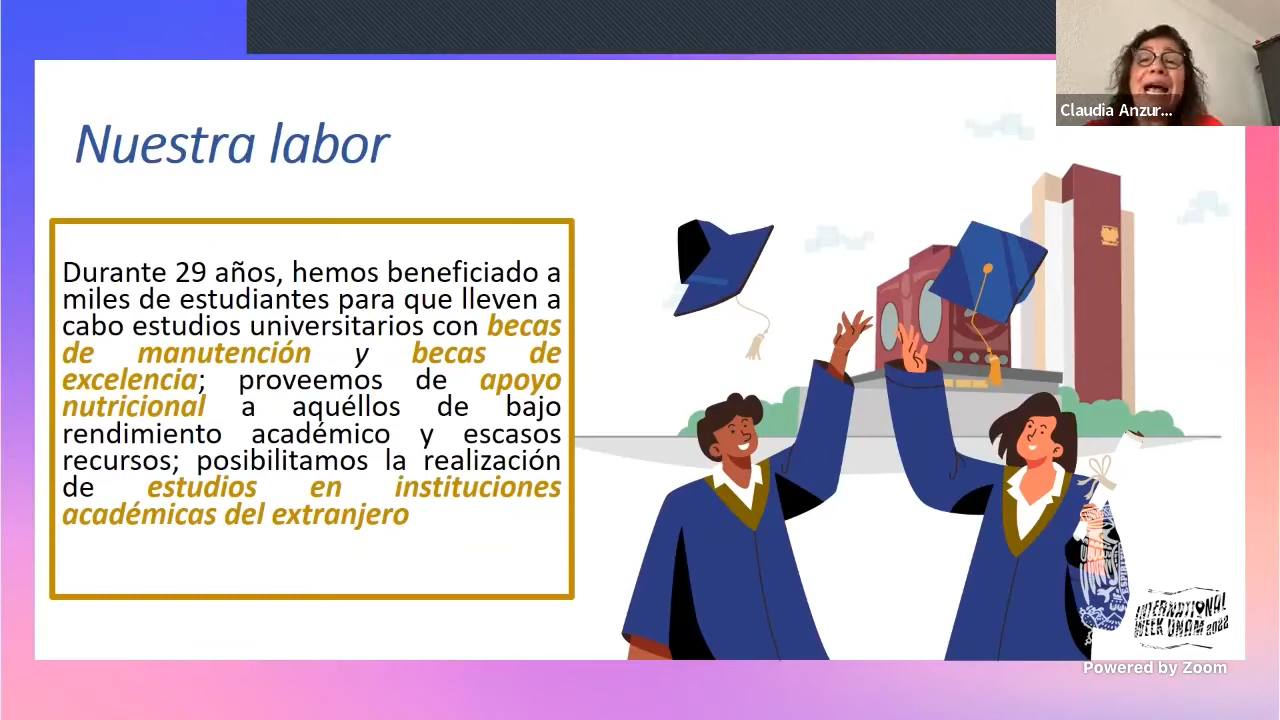 Claudia Anzur...
Nuestra labor
Durante 29 años, hemos beneficiado a
miles de estudiantes para que lleven a
cabo estudios universitarios con becas
de manutención y becas de
excelencia; proveemos de apoyo
nutricional a aquéllos de bajo
rendimiento académico y escasos
recursos; posibilitamos la realización
de estudios en instituciones
académicas del extranjero
INTERNATIONAL
WEEK UNAM 2022
Powered by Zoom